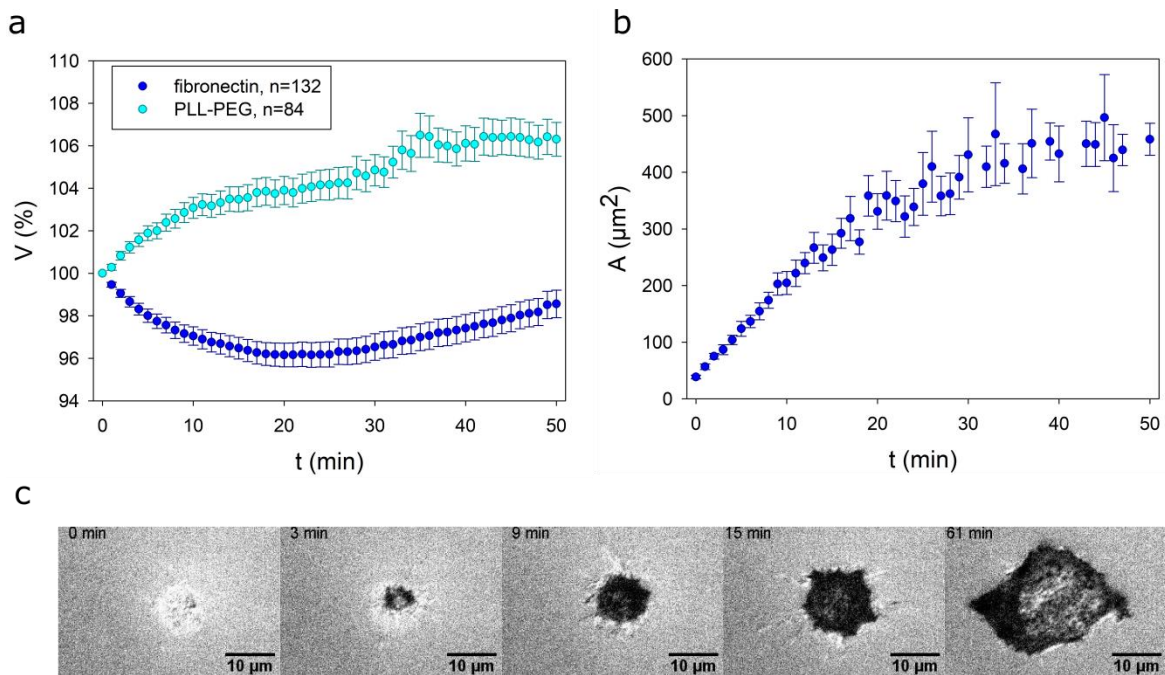 a
110
108
106
104
102
100
98
96
94
V (%)
fibronectin, n=132
PLL-PEG, n=84
0 10 20 30 40 50
t (min)
b
600
500
400
300
200
100
0
A (µm²)
0 10 20 30 40 50
t (min)
c
0 min 3 min 9 min 15 min 61 min
10 µm 10 µm 10 µm 10 µm 10 µm